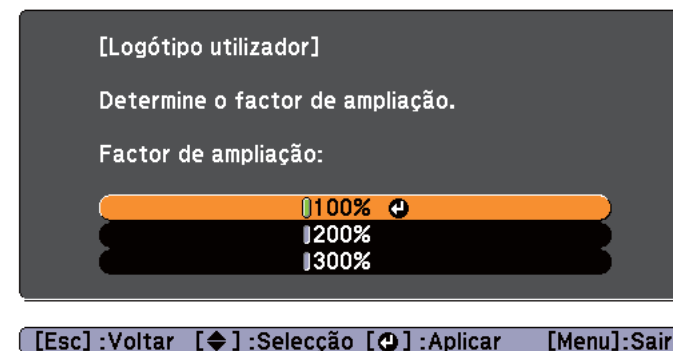 [Logótipo utilizador]
Determine o factor de ampliação.
Factor de ampliação:
100%
200%
300%
[Esc] :Voltar [◆] :Selecção [↵] :Aplicar [Menu]:Sair